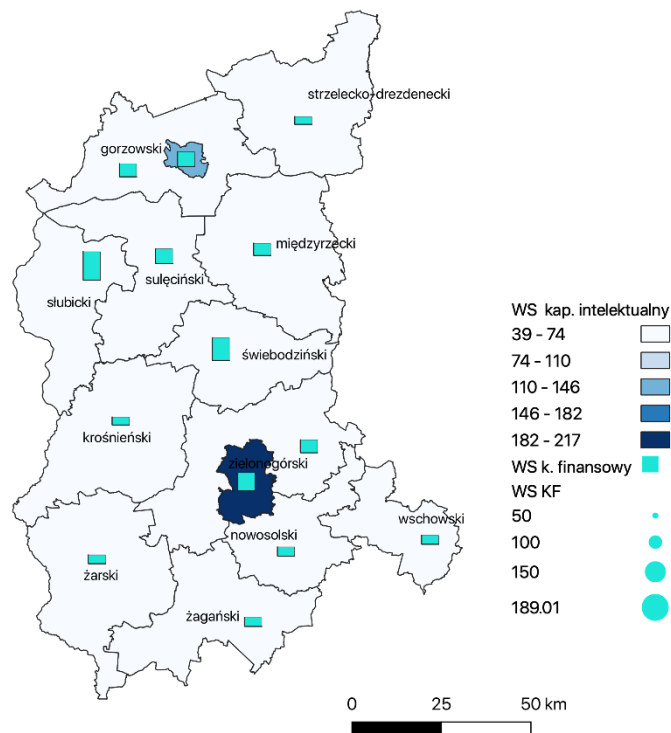 strzelecko-drezdenecki
gorzowski
międzyrzecki
sulęciński
słubicki
świebodziński
krośnieński
zielonogórski
wschowski
nowosolski
żarski
żagański
WS kap. intelektualny
39 - 74
74 - 110
110 - 146
146 - 182
182 - 217
WS k. finansowy
WS KF
50
100
150
189.01
0 25 50 km